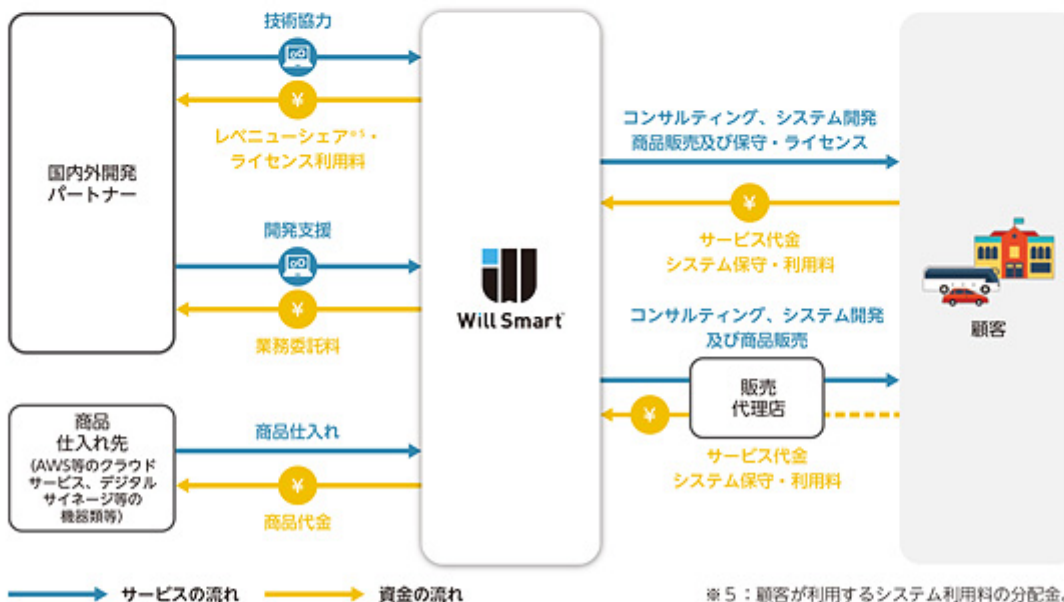 技術協力
¥
レベニューシェア※5・
ライセンス利用料
国内外開発
パートナー
開発支援
¥
業務委託料
商品
仕入れ先
(AWS等のクラウド
サービス、デジタル
サイネージ等の
機器類等)
商品仕入れ
¥
商品代金
Will Smart
コンサルティング、システム開発
商品販売及び保守・ライセンス
¥
サービス代金
システム保守・利用料
コンサルティング、システム開発
及び商品販売
販売
代理店
¥
サービス代金
システム保守・利用料
顧客
サービスの流れ
資金の流れ
※5：顧客が利用するシステム利用料の分配金。